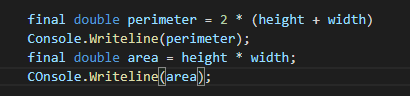 final double perimeter = 2 * (height + width)
Console.Writeline(perimeter);
final double area = height * width;
COnsole.Writeline(area);